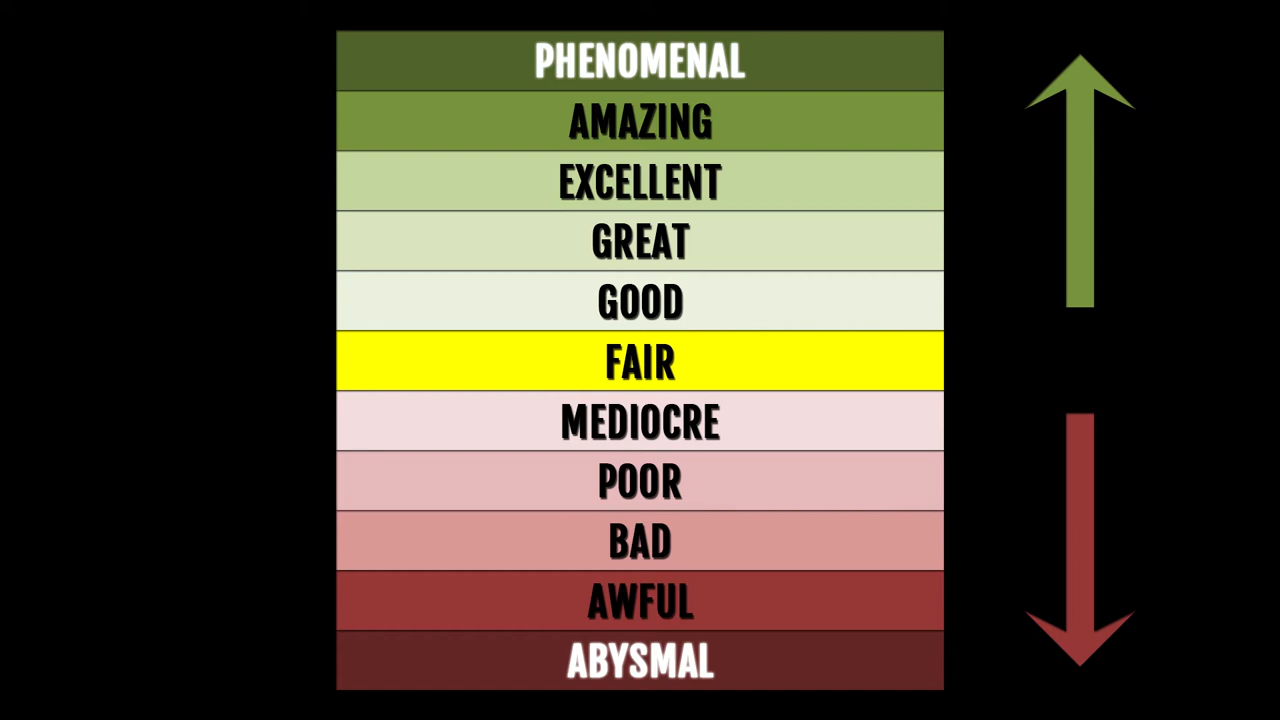 PHENOMENAL
AMAZING
EXCELLENT
GREAT
GOOD
FAIR
MEDIOCRE
POOR
BAD
AWFUL
ABYSMAL